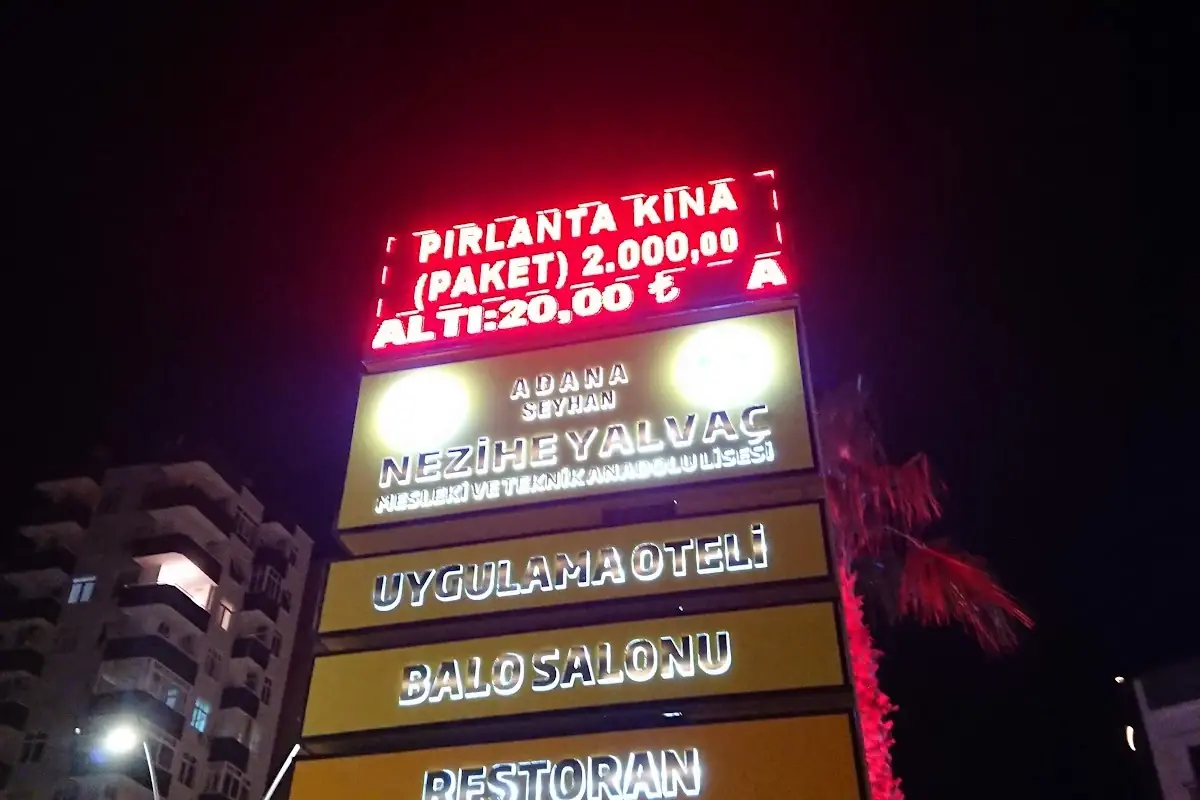 PIRLANTA KINA
(PAKET) 2.000,00
ALTI:20,00 ₺ A
ADANA
SEYHAN
NEZİHE YALVAÇ
MESLEKİ VE TEKNİK ANADOLU LİSESİ
UYGULAMA OTELİ
BALO SALONU
RESTORAN